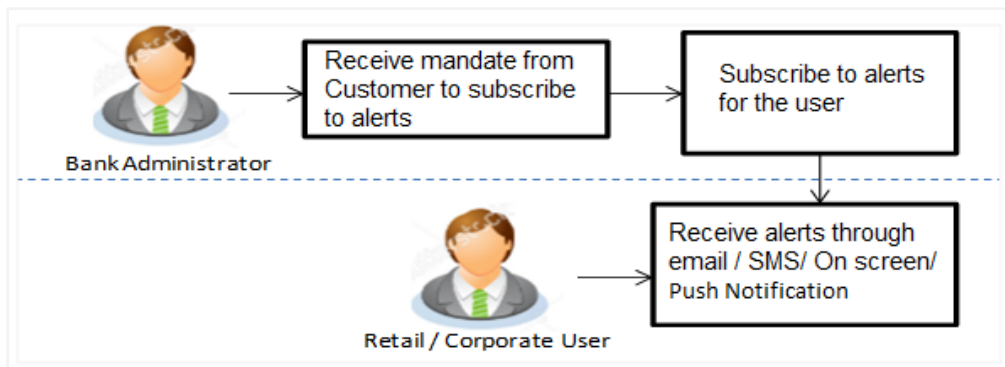 Receive mandate from
Customer to subscribe
to alerts
Subscribe to alerts
for the user
Bank Administrator
Receive alerts through
email / SMS/ On screen/
Push Notification
Retail / Corporate User